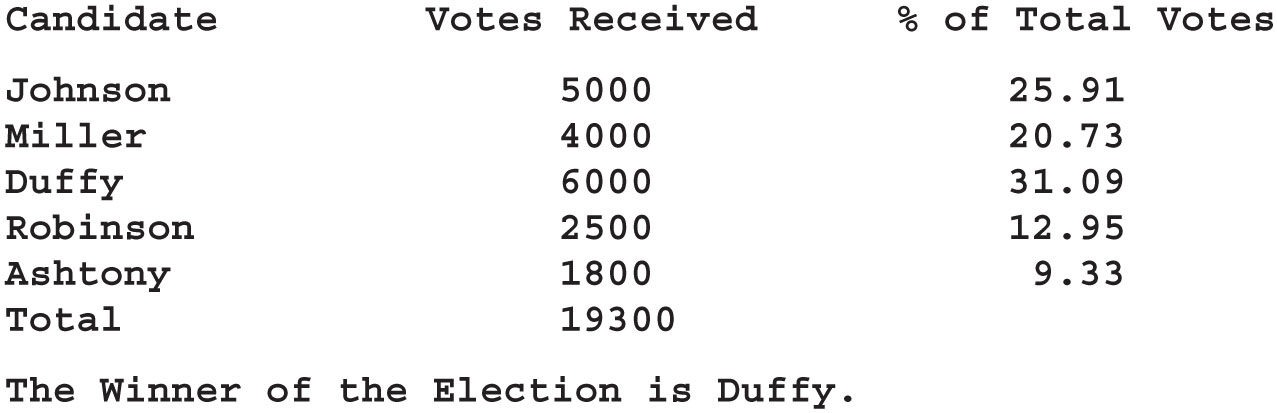 Candidate Votes Received % of Total Votes
Johnson 5000 25.91
Miller 4000 20.73
Duffy 6000 31.09
Robinson 2500 12.95
Ashtony 1800 9.33
Total 19300
The Winner of the Election is Duffy.